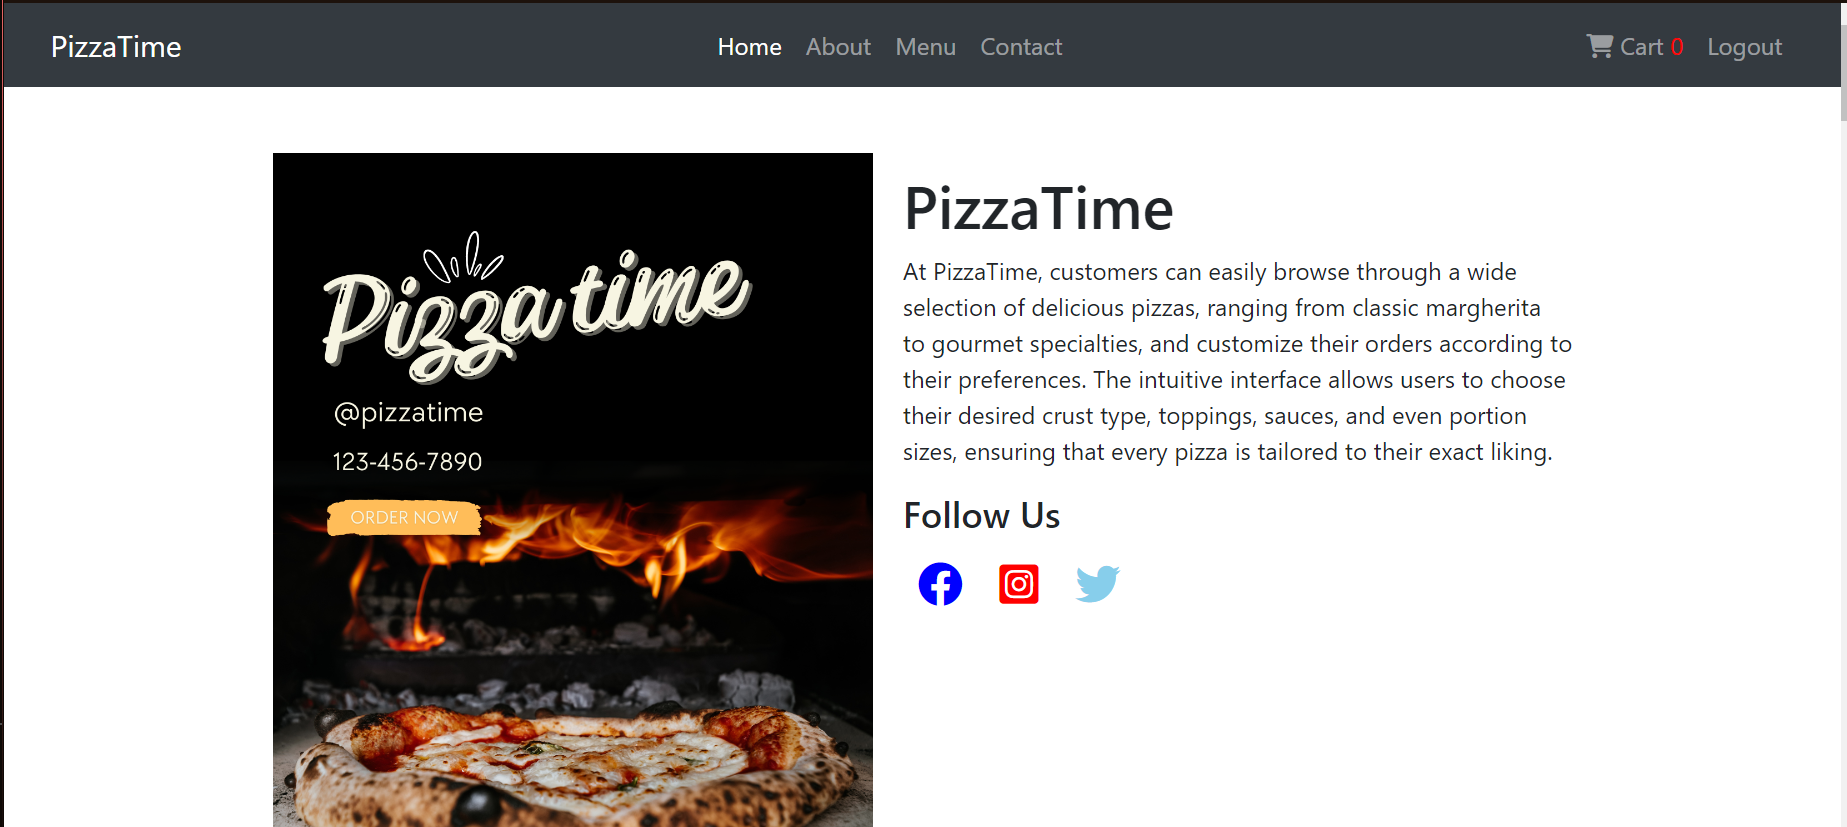 PizzaTime
Home About Menu Contact
Cart 0 Logout
Pizza time
@pizzatime
123-456-7890
ORDER NOW
PizzaTime
At PizzaTime, customers can easily browse through a wide
selection of delicious pizzas, ranging from classic margherita
to gourmet specialties, and customize their orders according to
their preferences. The intuitive interface allows users to choose
their desired crust type, toppings, sauces, and even portion
sizes, ensuring that every pizza is tailored to their exact liking.
Follow Us